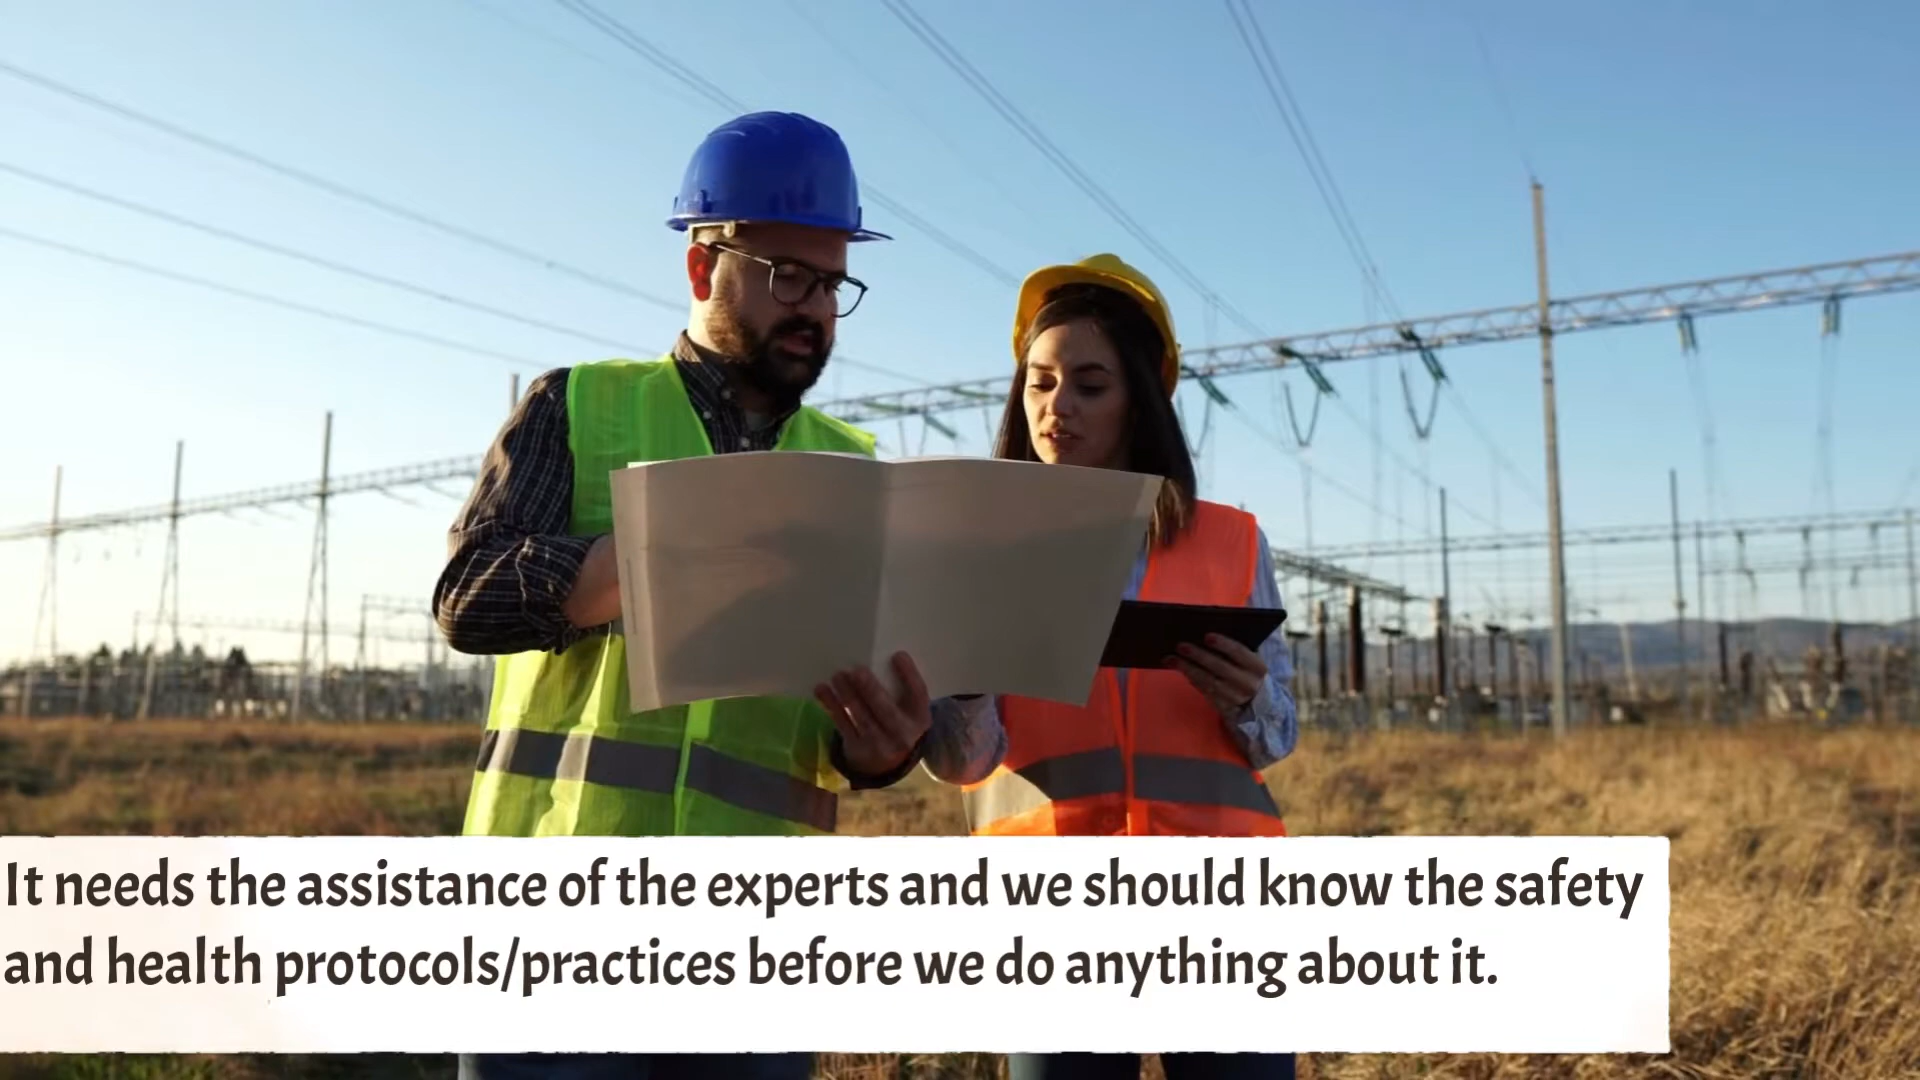 It needs the assistance of the experts and we should know the safety
and health protocols/practices before we do anything about it.